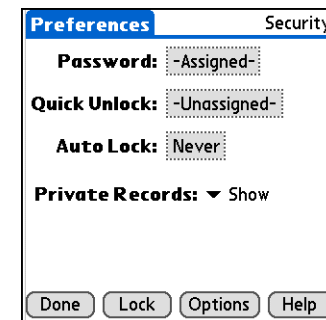 Preferences Security
Password: -Assigned-
Quick Unlock: -Unassigned-
Auto Lock: Never
Private Records: Show
Done Lock Options Help